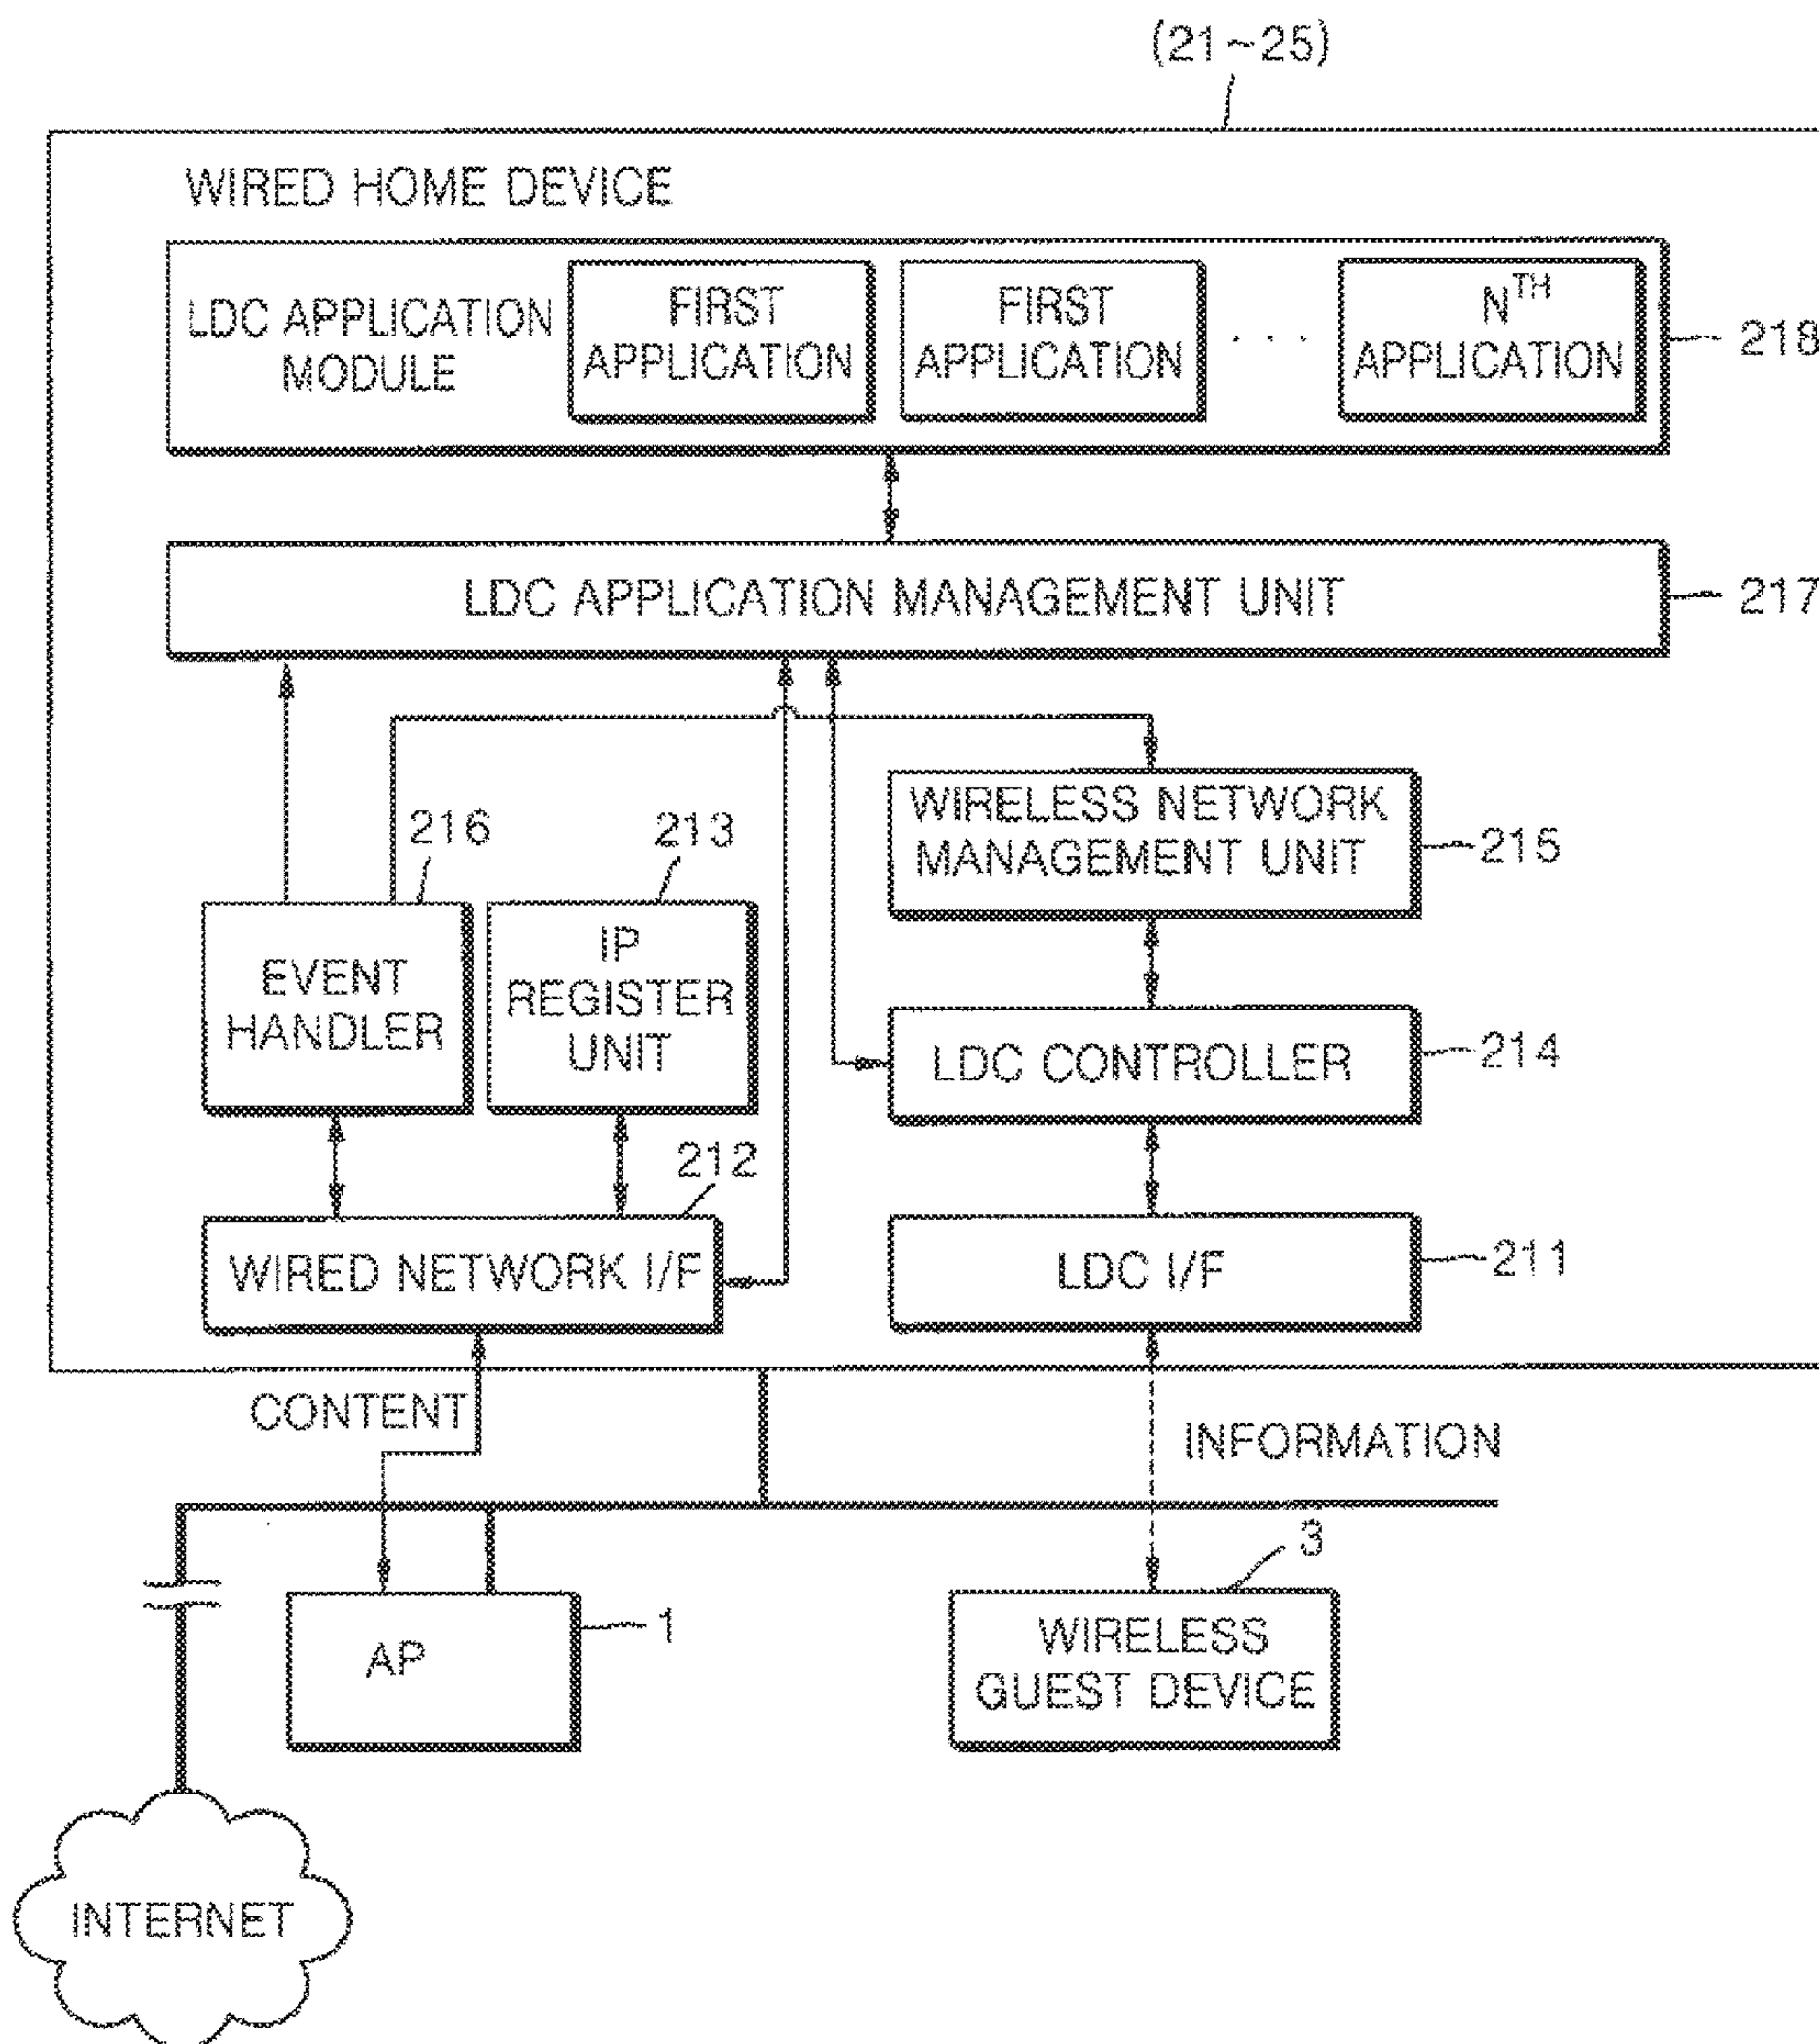 (21~25)
WIRED HOME DEVICE
LDC APPLICATION
MODULE
FIRST
APPLICATION
FIRST
APPLICATION
. . .
NTH
APPLICATION
218
LDC APPLICATION MANAGEMENT UNIT
217
WIRELESS NETWORK
MANAGEMENT UNIT
215
216
213
EVENT
HANDLER
IP
REGISTER
UNIT
LDC CONTROLLER
214
212
WIRED NETWORK I/F
LDC I/F
211
CONTENT
INFORMATION
AP
1
3
WIRELESS
GUEST DEVICE
INTERNET